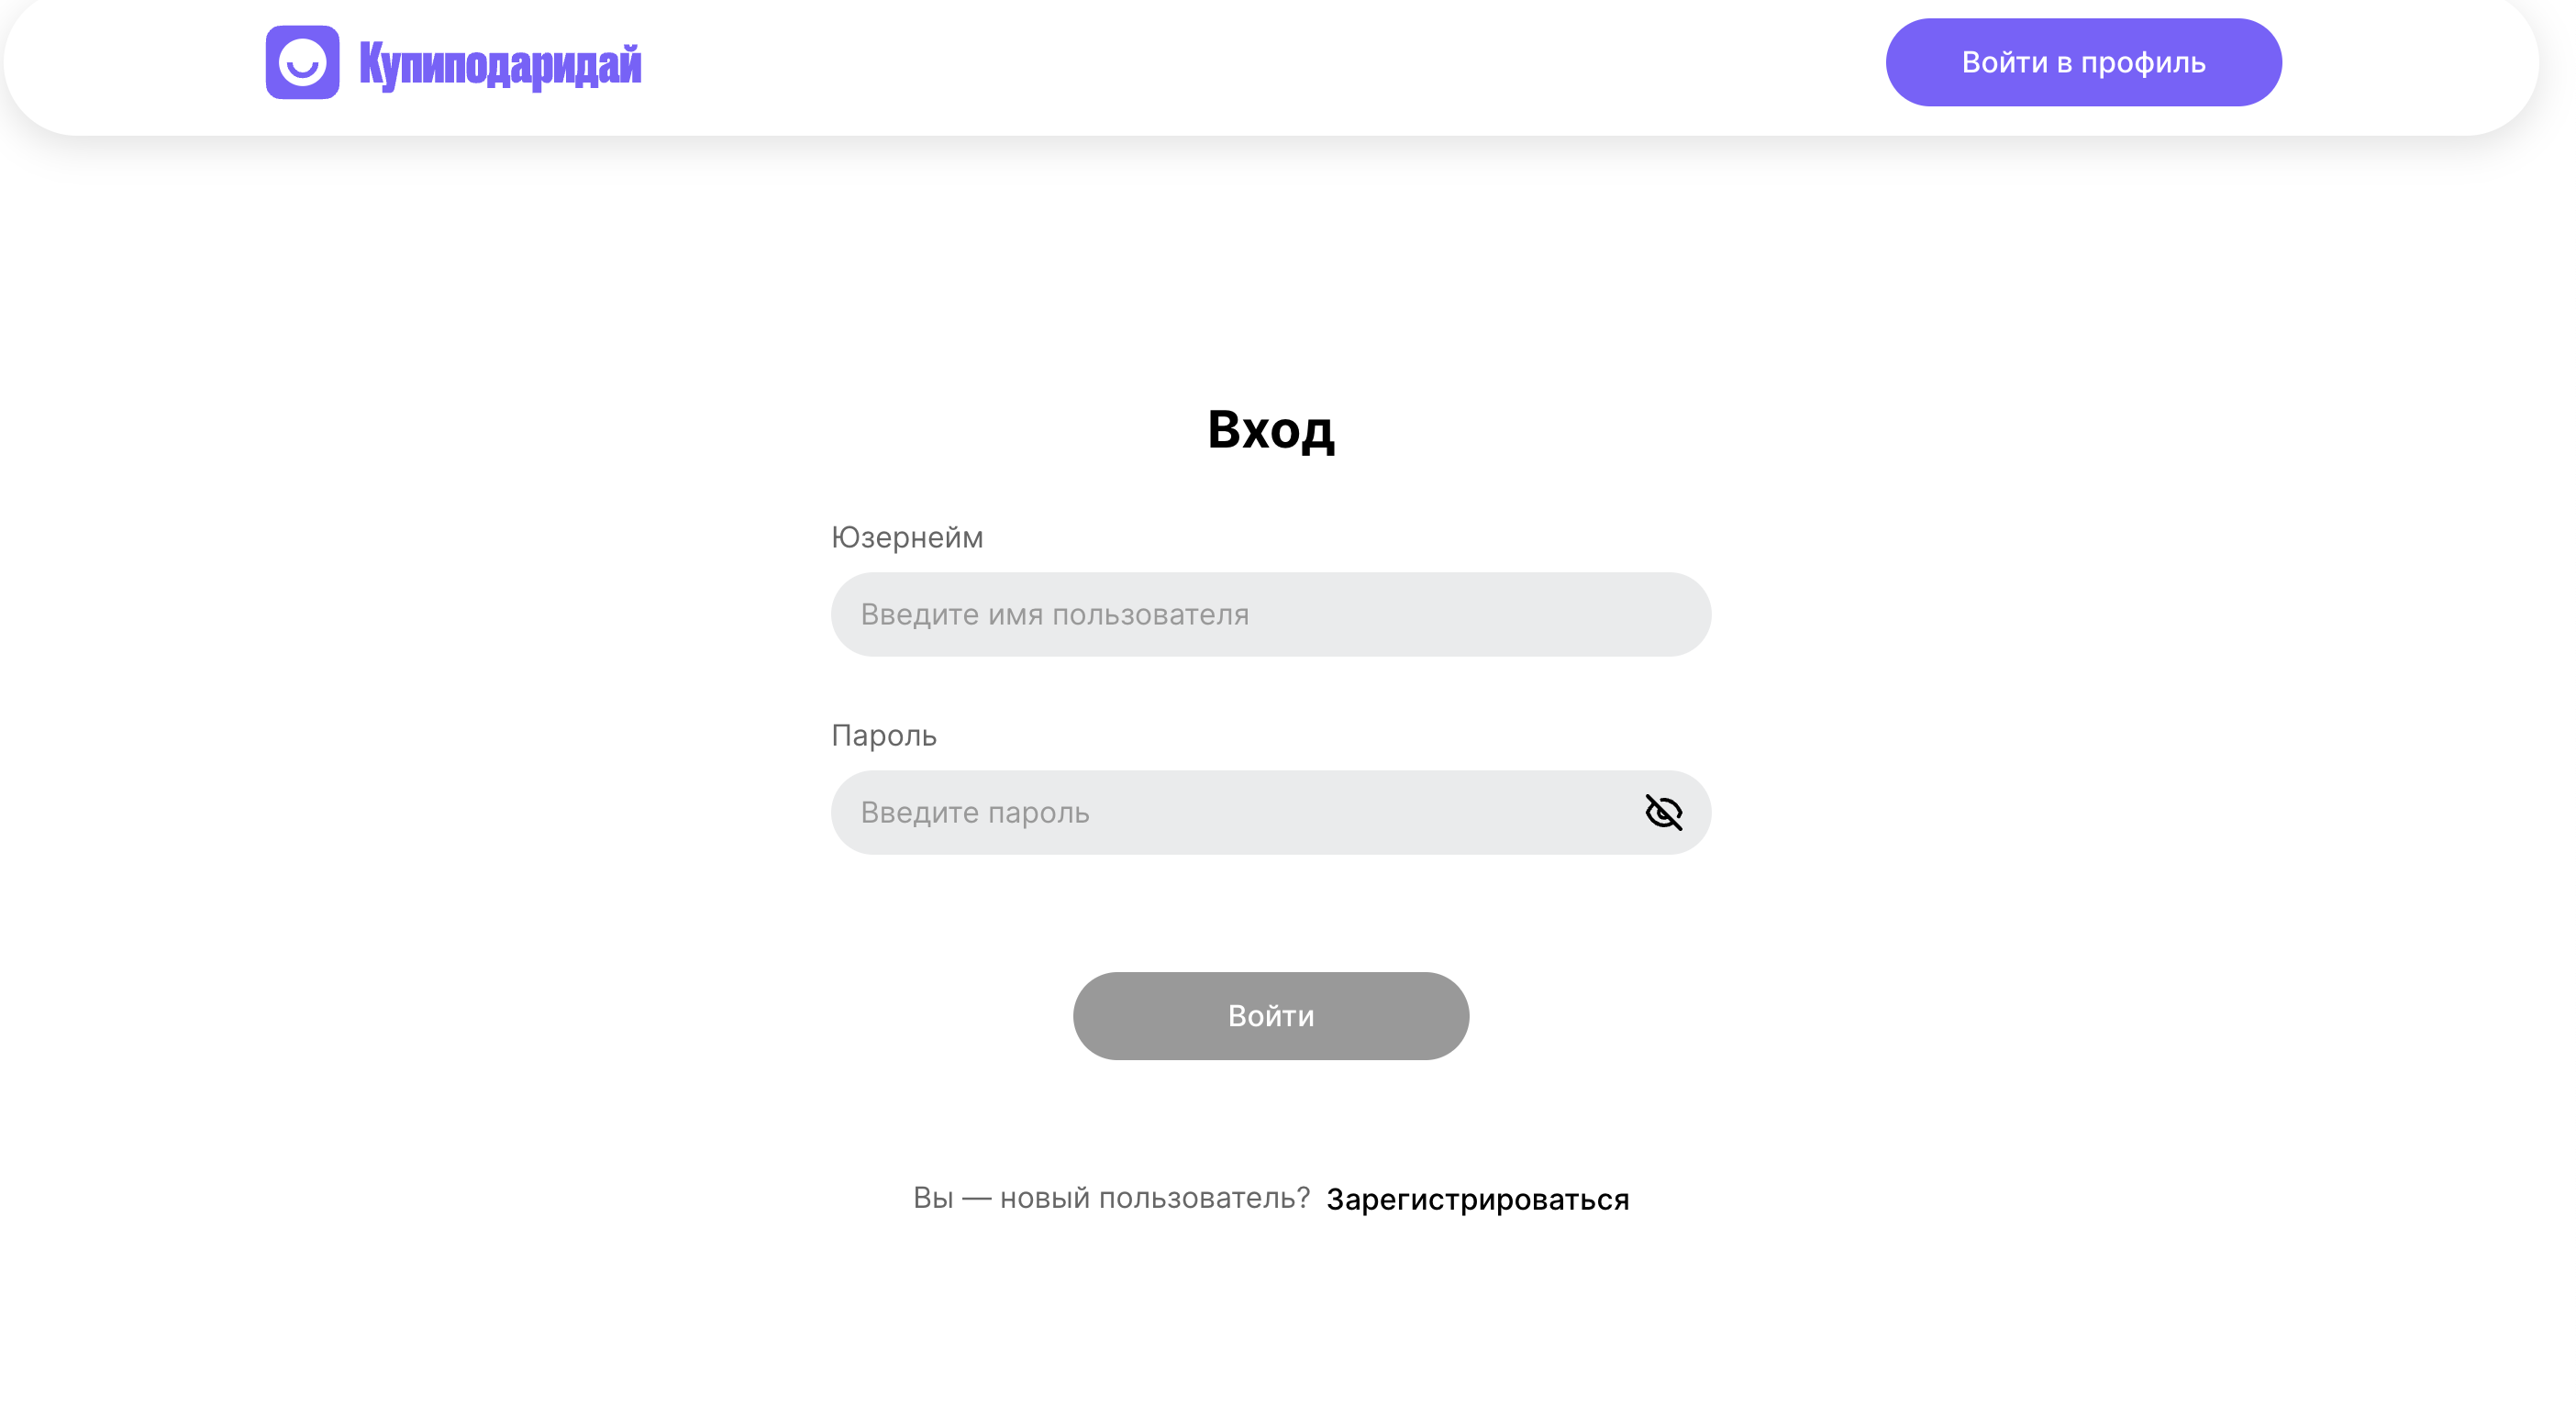 Купиподаридай
Войти в профиль
Вход
Юзернейм
Введите имя пользователя
Пароль
Введите пароль
Войти
Вы — новый пользователь? Зарегистрироваться